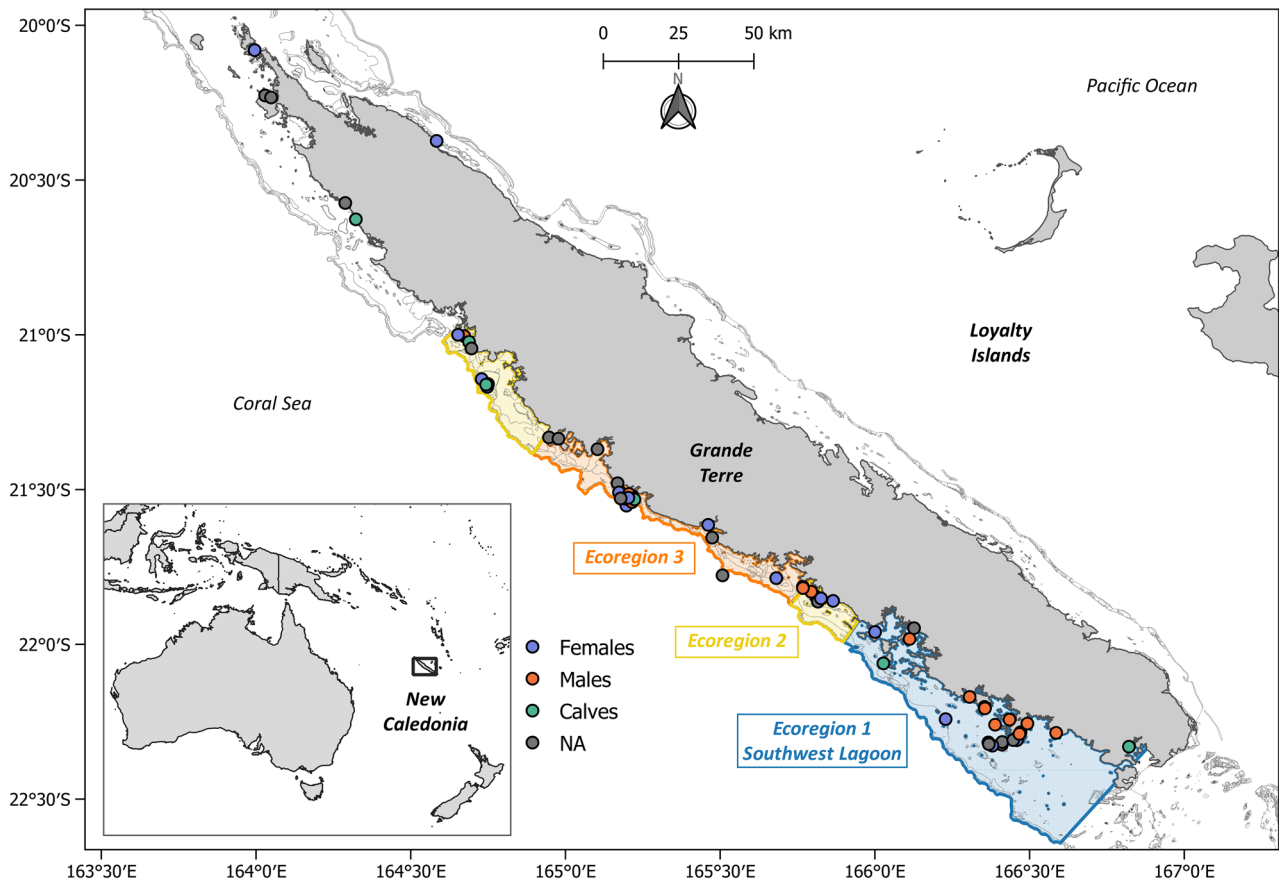 20°0′S
0 25 50 km
N
Pacific Ocean
20°30′S
21°0′S
Loyalty
Islands
Coral Sea
Grande
Terre
21°30′S
Ecoregion 3
22°0′S
Ecoregion 2
Females
Males
Calves
NA
New
Caledonia
Ecoregion 1
Southwest Lagoon
22°30′S
163°30′E 164°0′E 164°30′E 165°0′E 165°30′E 166°0′E 166°30′E 167°0′E